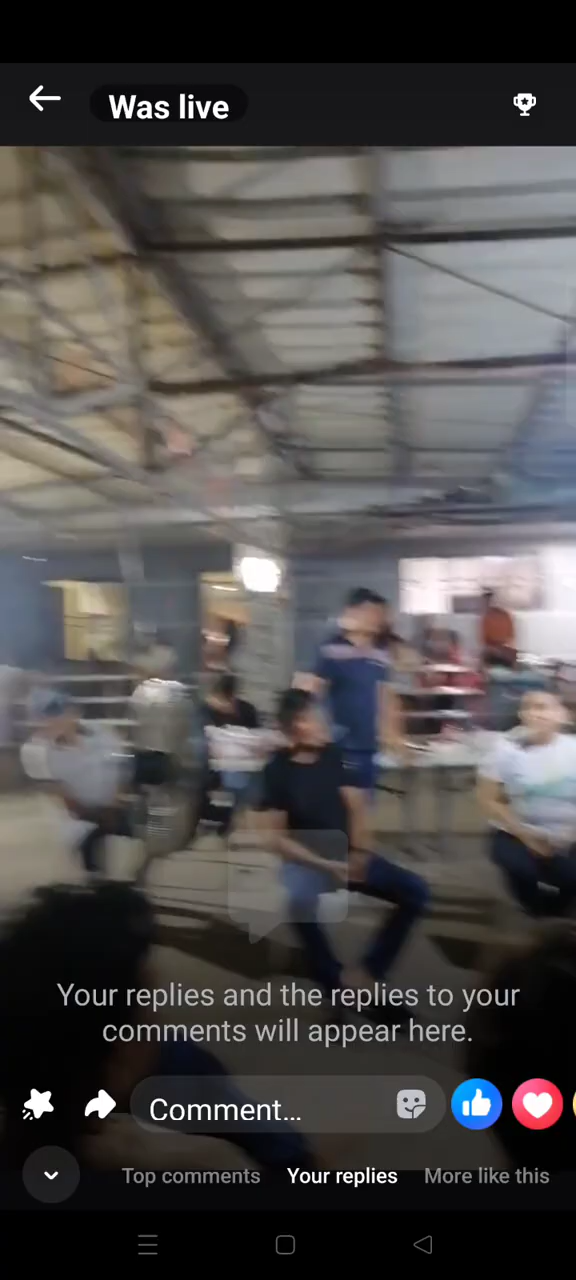 Was live
Your replies and the replies to your
comments will appear here.
Comment...
Top comments
Your replies
More like this